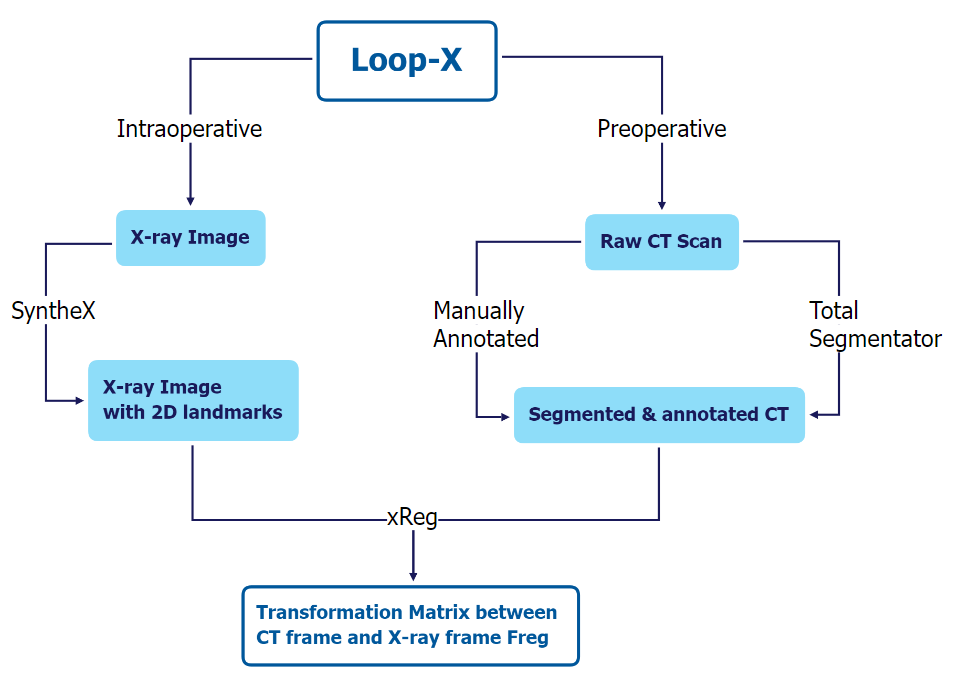 Loop-X
Intraoperative
Preoperative
X-ray Image
Raw CT Scan
SyntheX
Manually
Annotated
Total
Segmentator
X-ray Image
with 2D landmarks
Segmented & annotated CT
xReg
Transformation Matrix between
CT frame and X-ray frame Freg